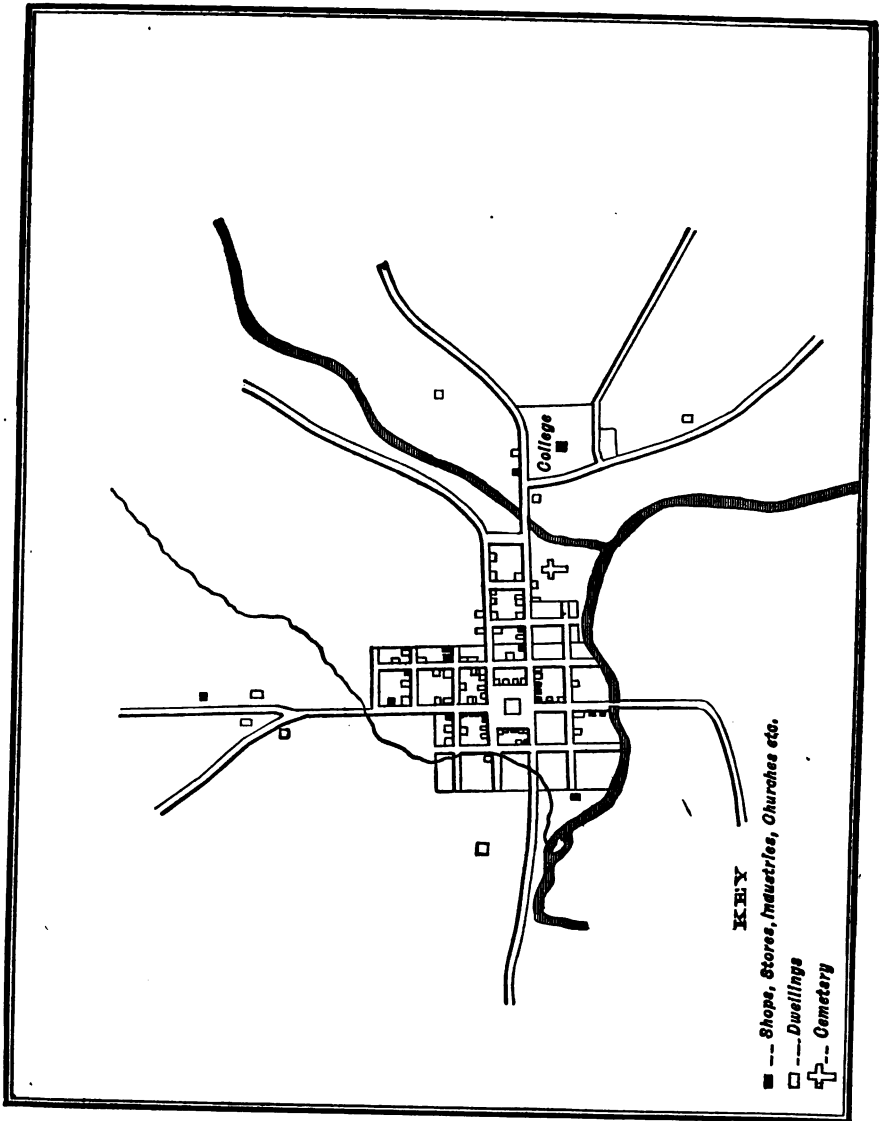 College
KEY
-- Shops, Stores, Industries, Churches etc.
--- Dwellings
-- Cemetery